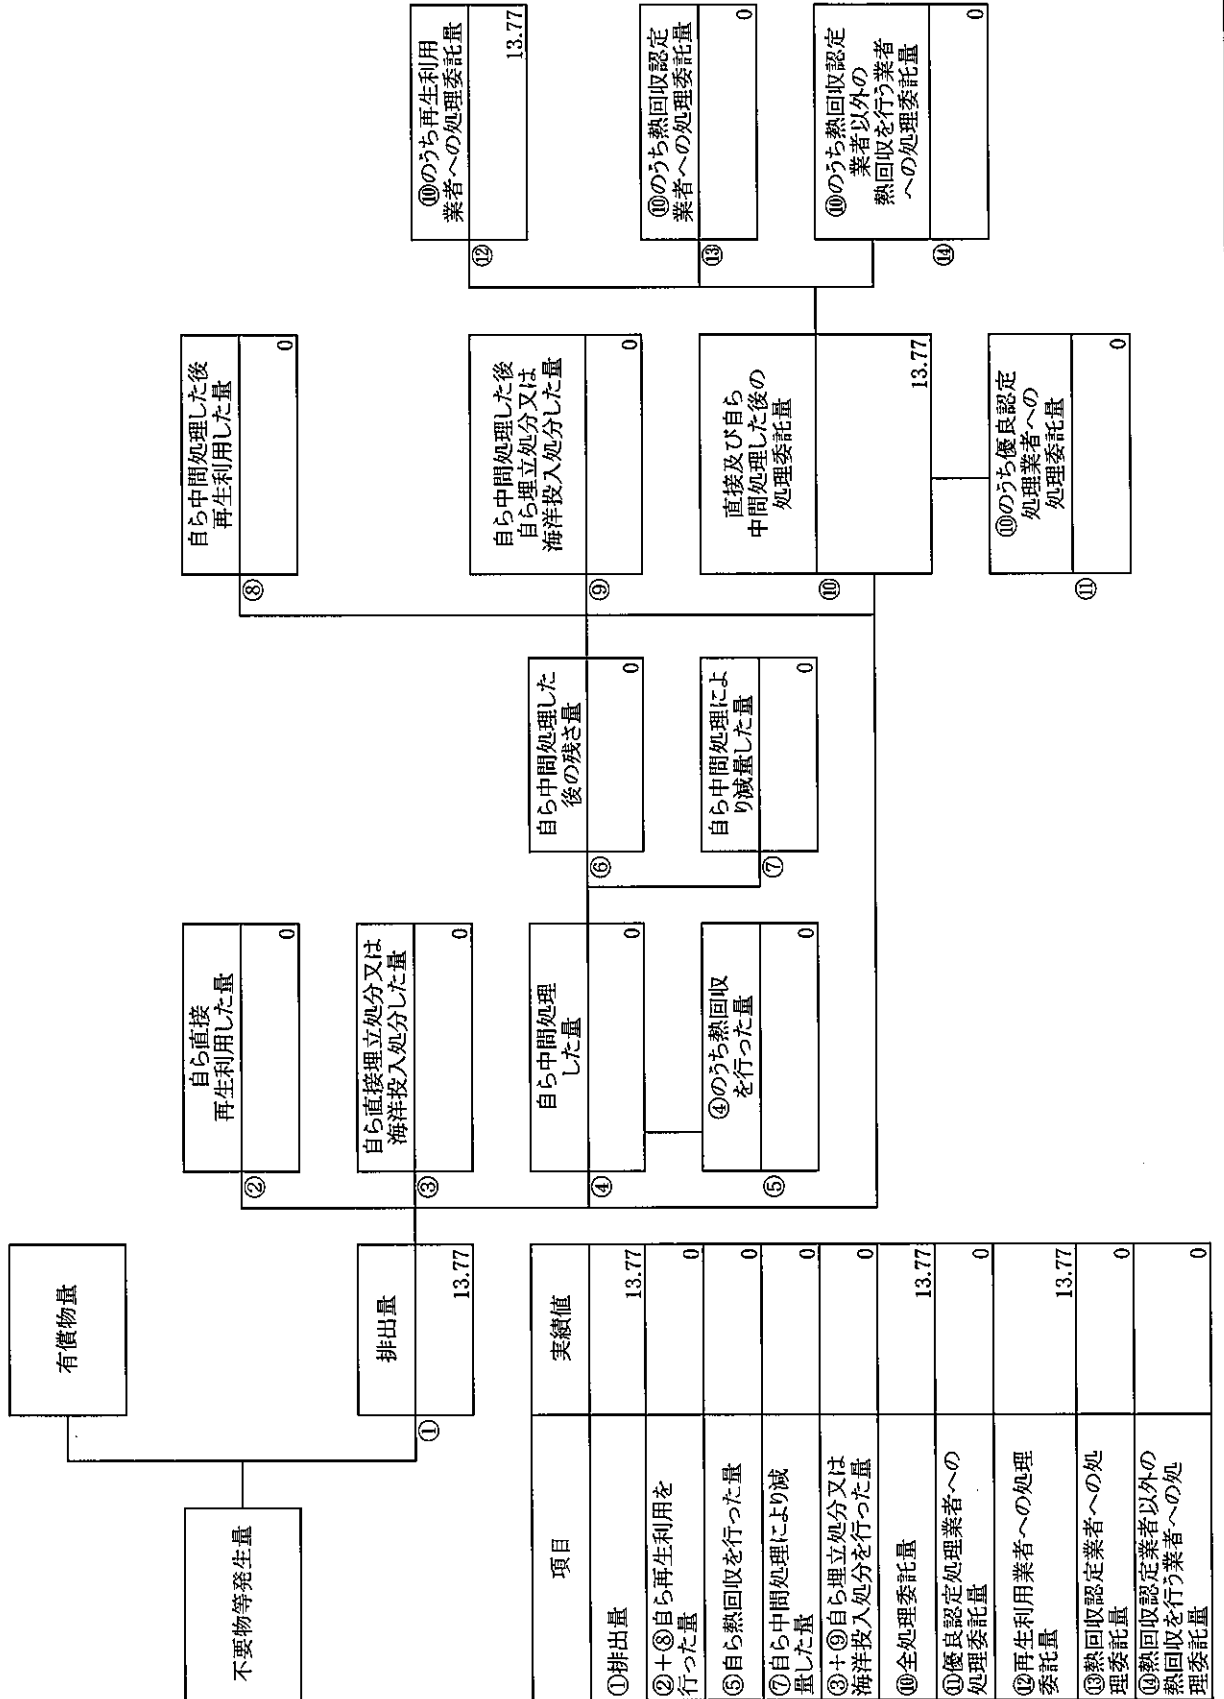 不要物等発生量
有償物量
①
排出量
13.77
②
自ら直接
再生利用した量
0
③
自ら直接埋立処分又は
海洋投入処分した量
0
④
自ら中間処理
した量
0
⑤
④のうち熱回収
を行った量
0
⑥
自ら中間処理した
後の残さ量
0
⑦
自ら中間処理によ
り減量した量
0
⑧
自ら中間処理した後
再生利用した量
0
⑨
自ら中間処理した後
自ら埋立処分又は
海洋投入処分した量
0
⑩
直接及び自ら
中間処理した後の
処理委託量
13.77
⑪
⑩のうち優良認定
処理業者への
処理委託量
0
⑫
⑩のうち再生利用
業者への処理委託量
13.77
⑬
⑩のうち熱回収認定
業者への処理委託量
0
⑭
⑩のうち熱回収認定
業者以外の
熱回収を行う業者
への処理委託量
0
項目 実績値
①排出量 13.77
②+⑧自ら再生利用を
行った量 0
⑤自ら熱回収を行った量 0
⑦自ら中間処理により減
量した量 0
③+⑨自ら埋立処分又は
海洋投入処分を行った量 0
⑩全処理委託量 13.77
⑪優良認定処理業者への
処理委託量 0
⑫再生利用業者への処理
委託量 13.77
⑬熱回収認定業者への処
理委託量 0
⑭熱回収認定業者以外の
熱回収を行う業者への処
理委託量 0